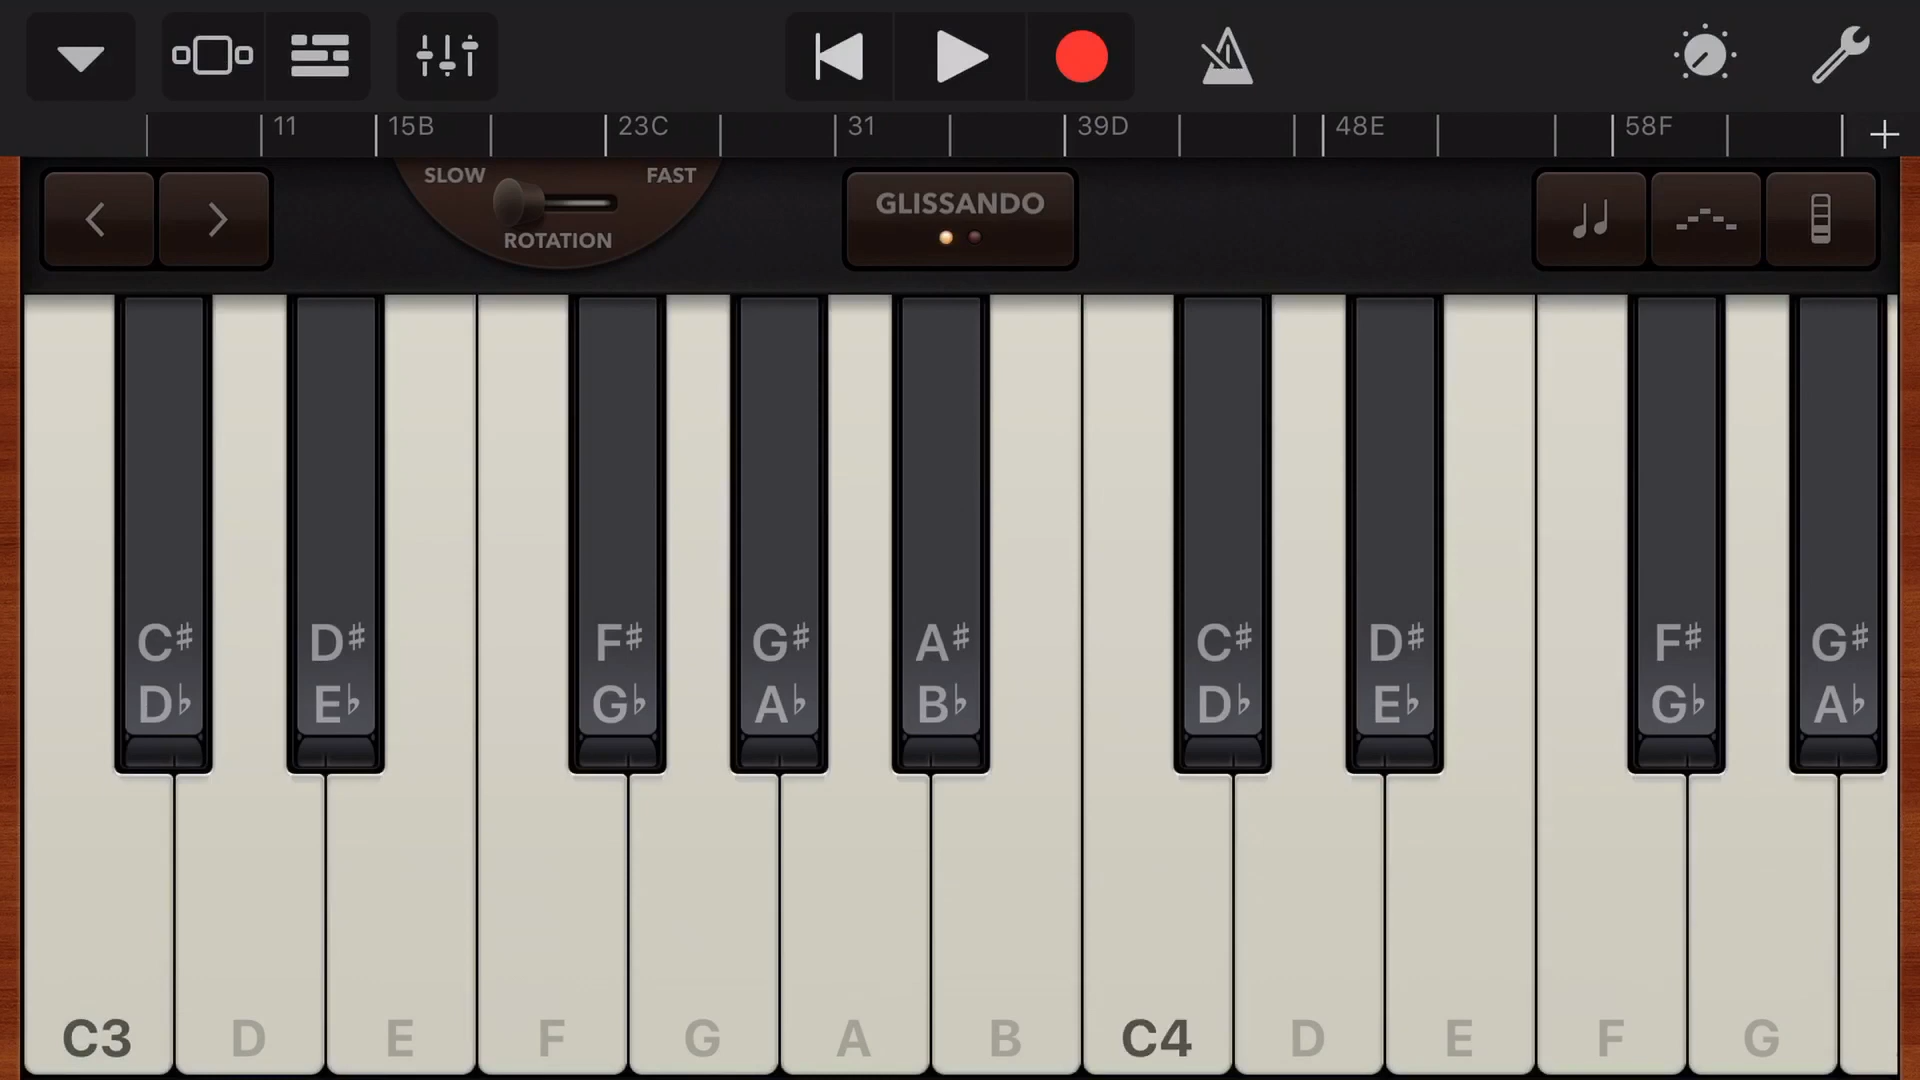 11 15B 23C 31 39D 48E 58F
SLOW FAST
ROTATION
GLISSANDO
C♯ D♯ F♯ G♯ A♯ C♯ D♯ F♯ G♯
D♭ E♭ G♭ A♭ B♭ D♭ E♭ G♭ A♭
C3 D E F G A B C4 D E F G